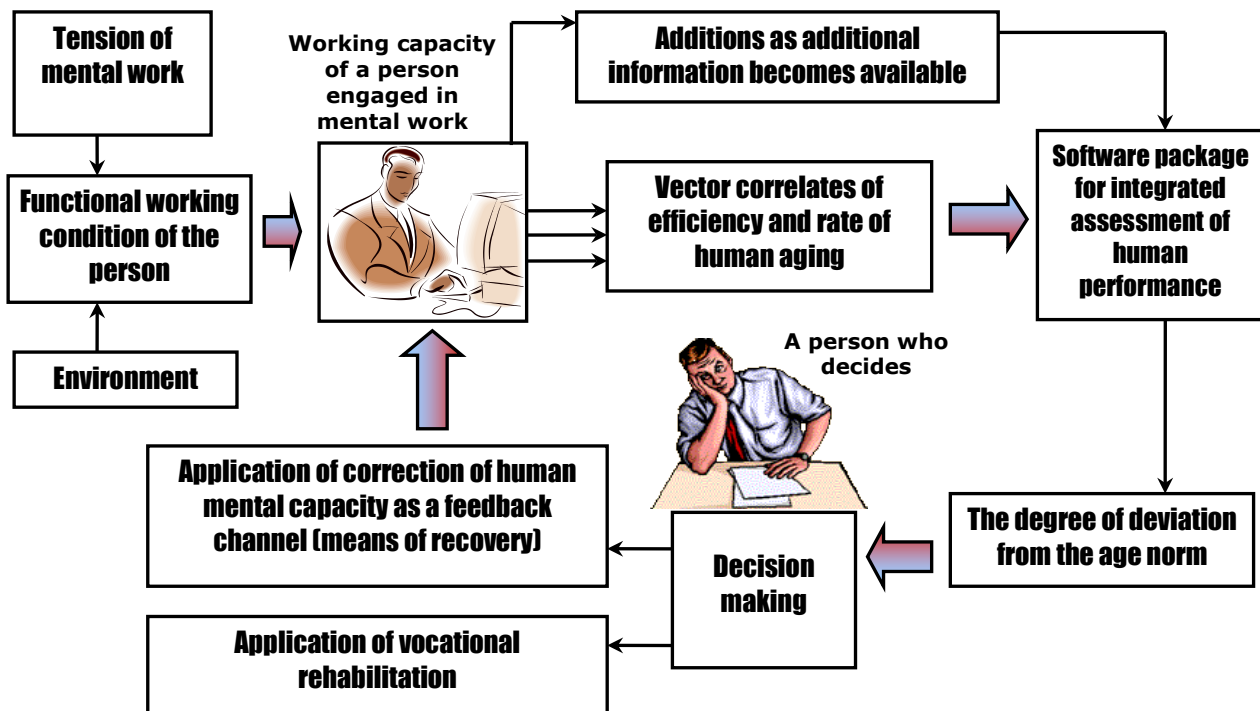 Tension of
mental work
Working capacity
of a person
engaged in
mental work
Additions as additional
information becomes available
Functional working
condition of the
person
Vector correlates of
efficiency and rate of
human aging
Software package
for integrated
assessment of
human
performance
Environment
A person who
decides
Application of correction of human
mental capacity as a feedback
channel (means of recovery)
Decision
making
The degree of deviation
from the age norm
Application of vocational
rehabilitation